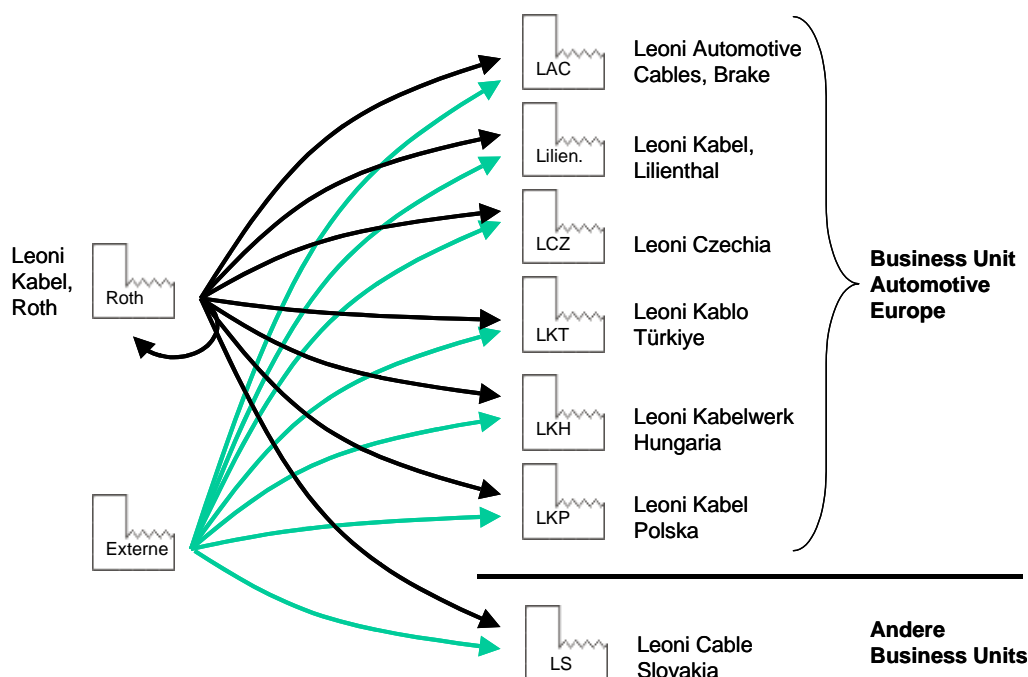 LAC
Leoni Automotive
Cables, Brake
Lilien.
Leoni Kabel,
Lilienthal
LCZ
Leoni Czechia
Leoni
Kabel,
Roth
Roth
Business Unit
Automotive
Europe
LKT
Leoni Kablo
Türkiye
LKH
Leoni Kabelwerk
Hungaria
LKP
Leoni Kabel
Polska
Externe
LS
Leoni Cable
Slovakia
Andere
Business Units